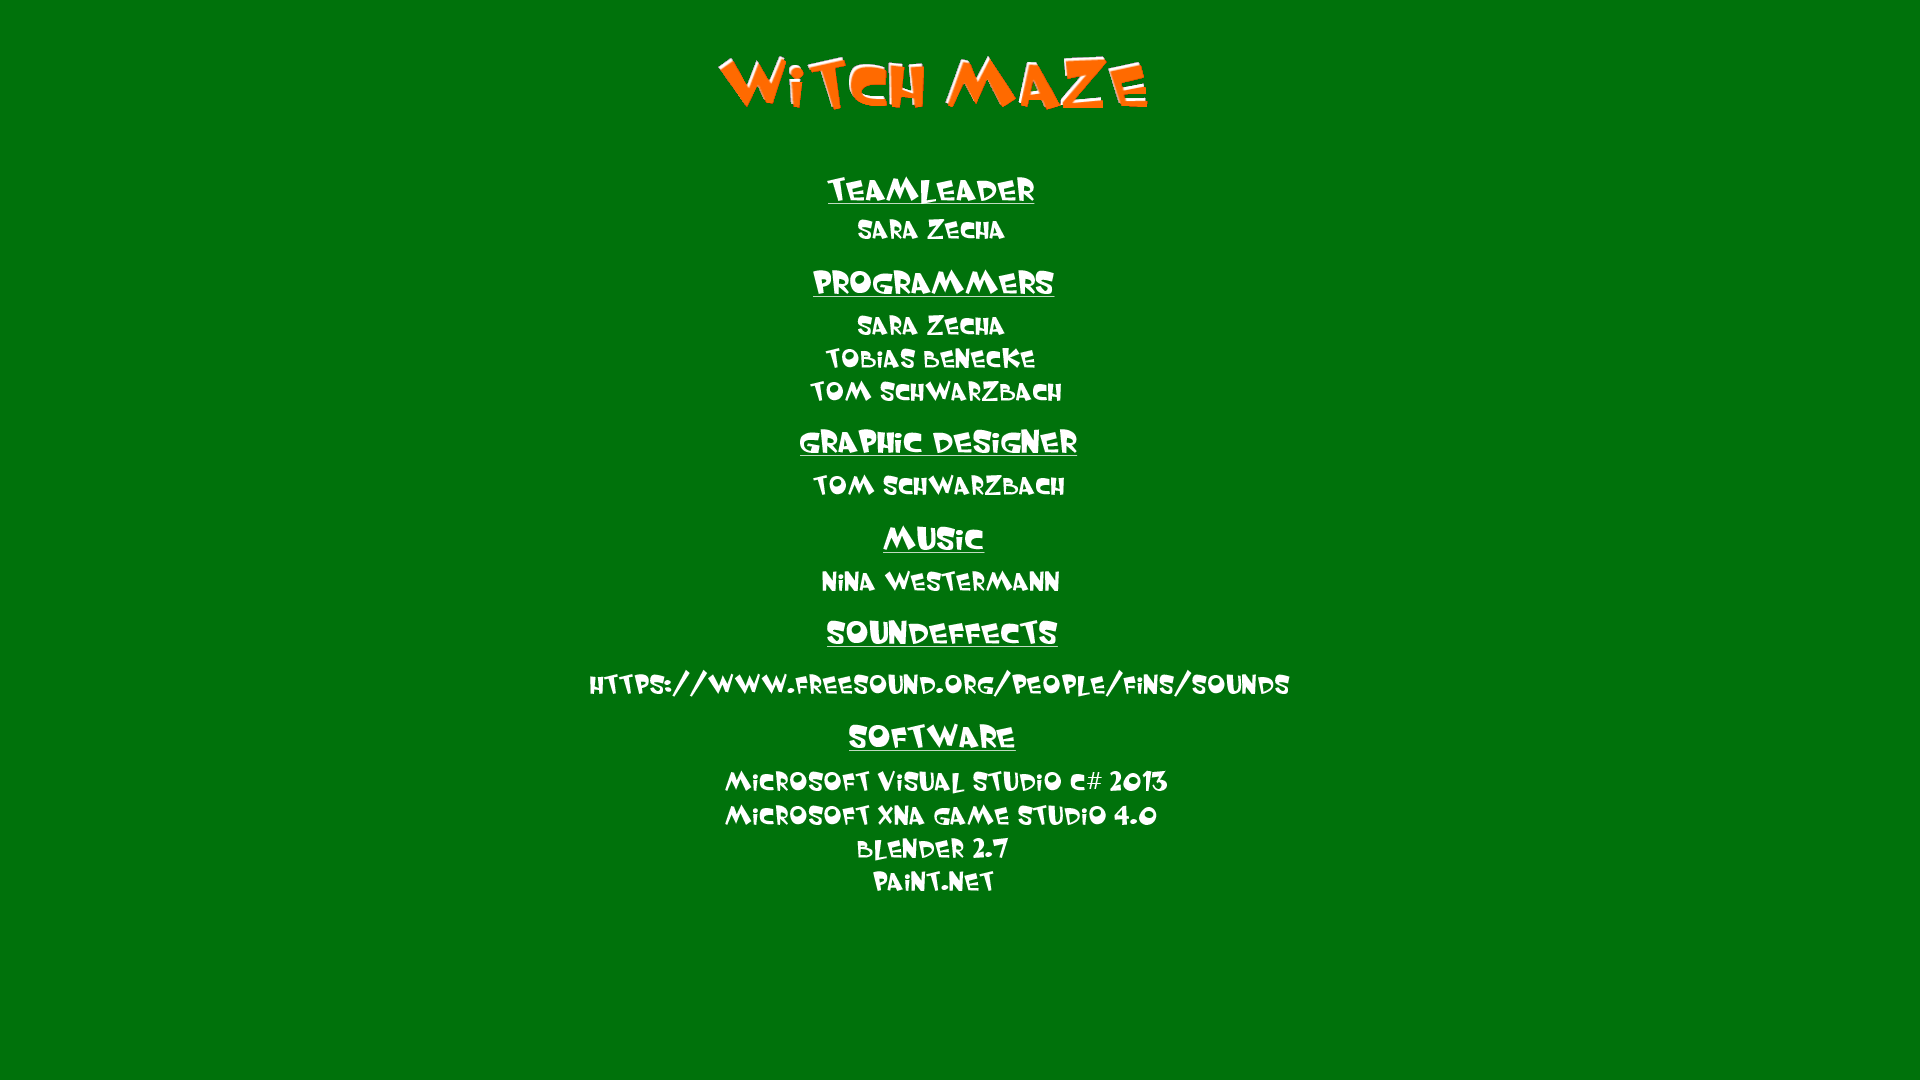 WiTCH MAZE
TEAMLEADER
SARA ZECHA
PROGRAMMERS
SARA ZECHA
TOBiAS BENECKE
TOM SCHWARZBACH
GRAPHiC DESiGNER
TOM SCHWARZBACH
MUSiC
NiNA WESTERMANN
SOUNDEFFECTS
HTTPS://WWW.FREESOUND.ORG/PEOPLE/FiNS/SOUNDS
SOFTWARE
MiCROSOFT ViSUAL STUDiO C# 2013
MiCROSOFT XNA GAME STUDiO 4.0
BLENDER 2.7
PAiNT.NET